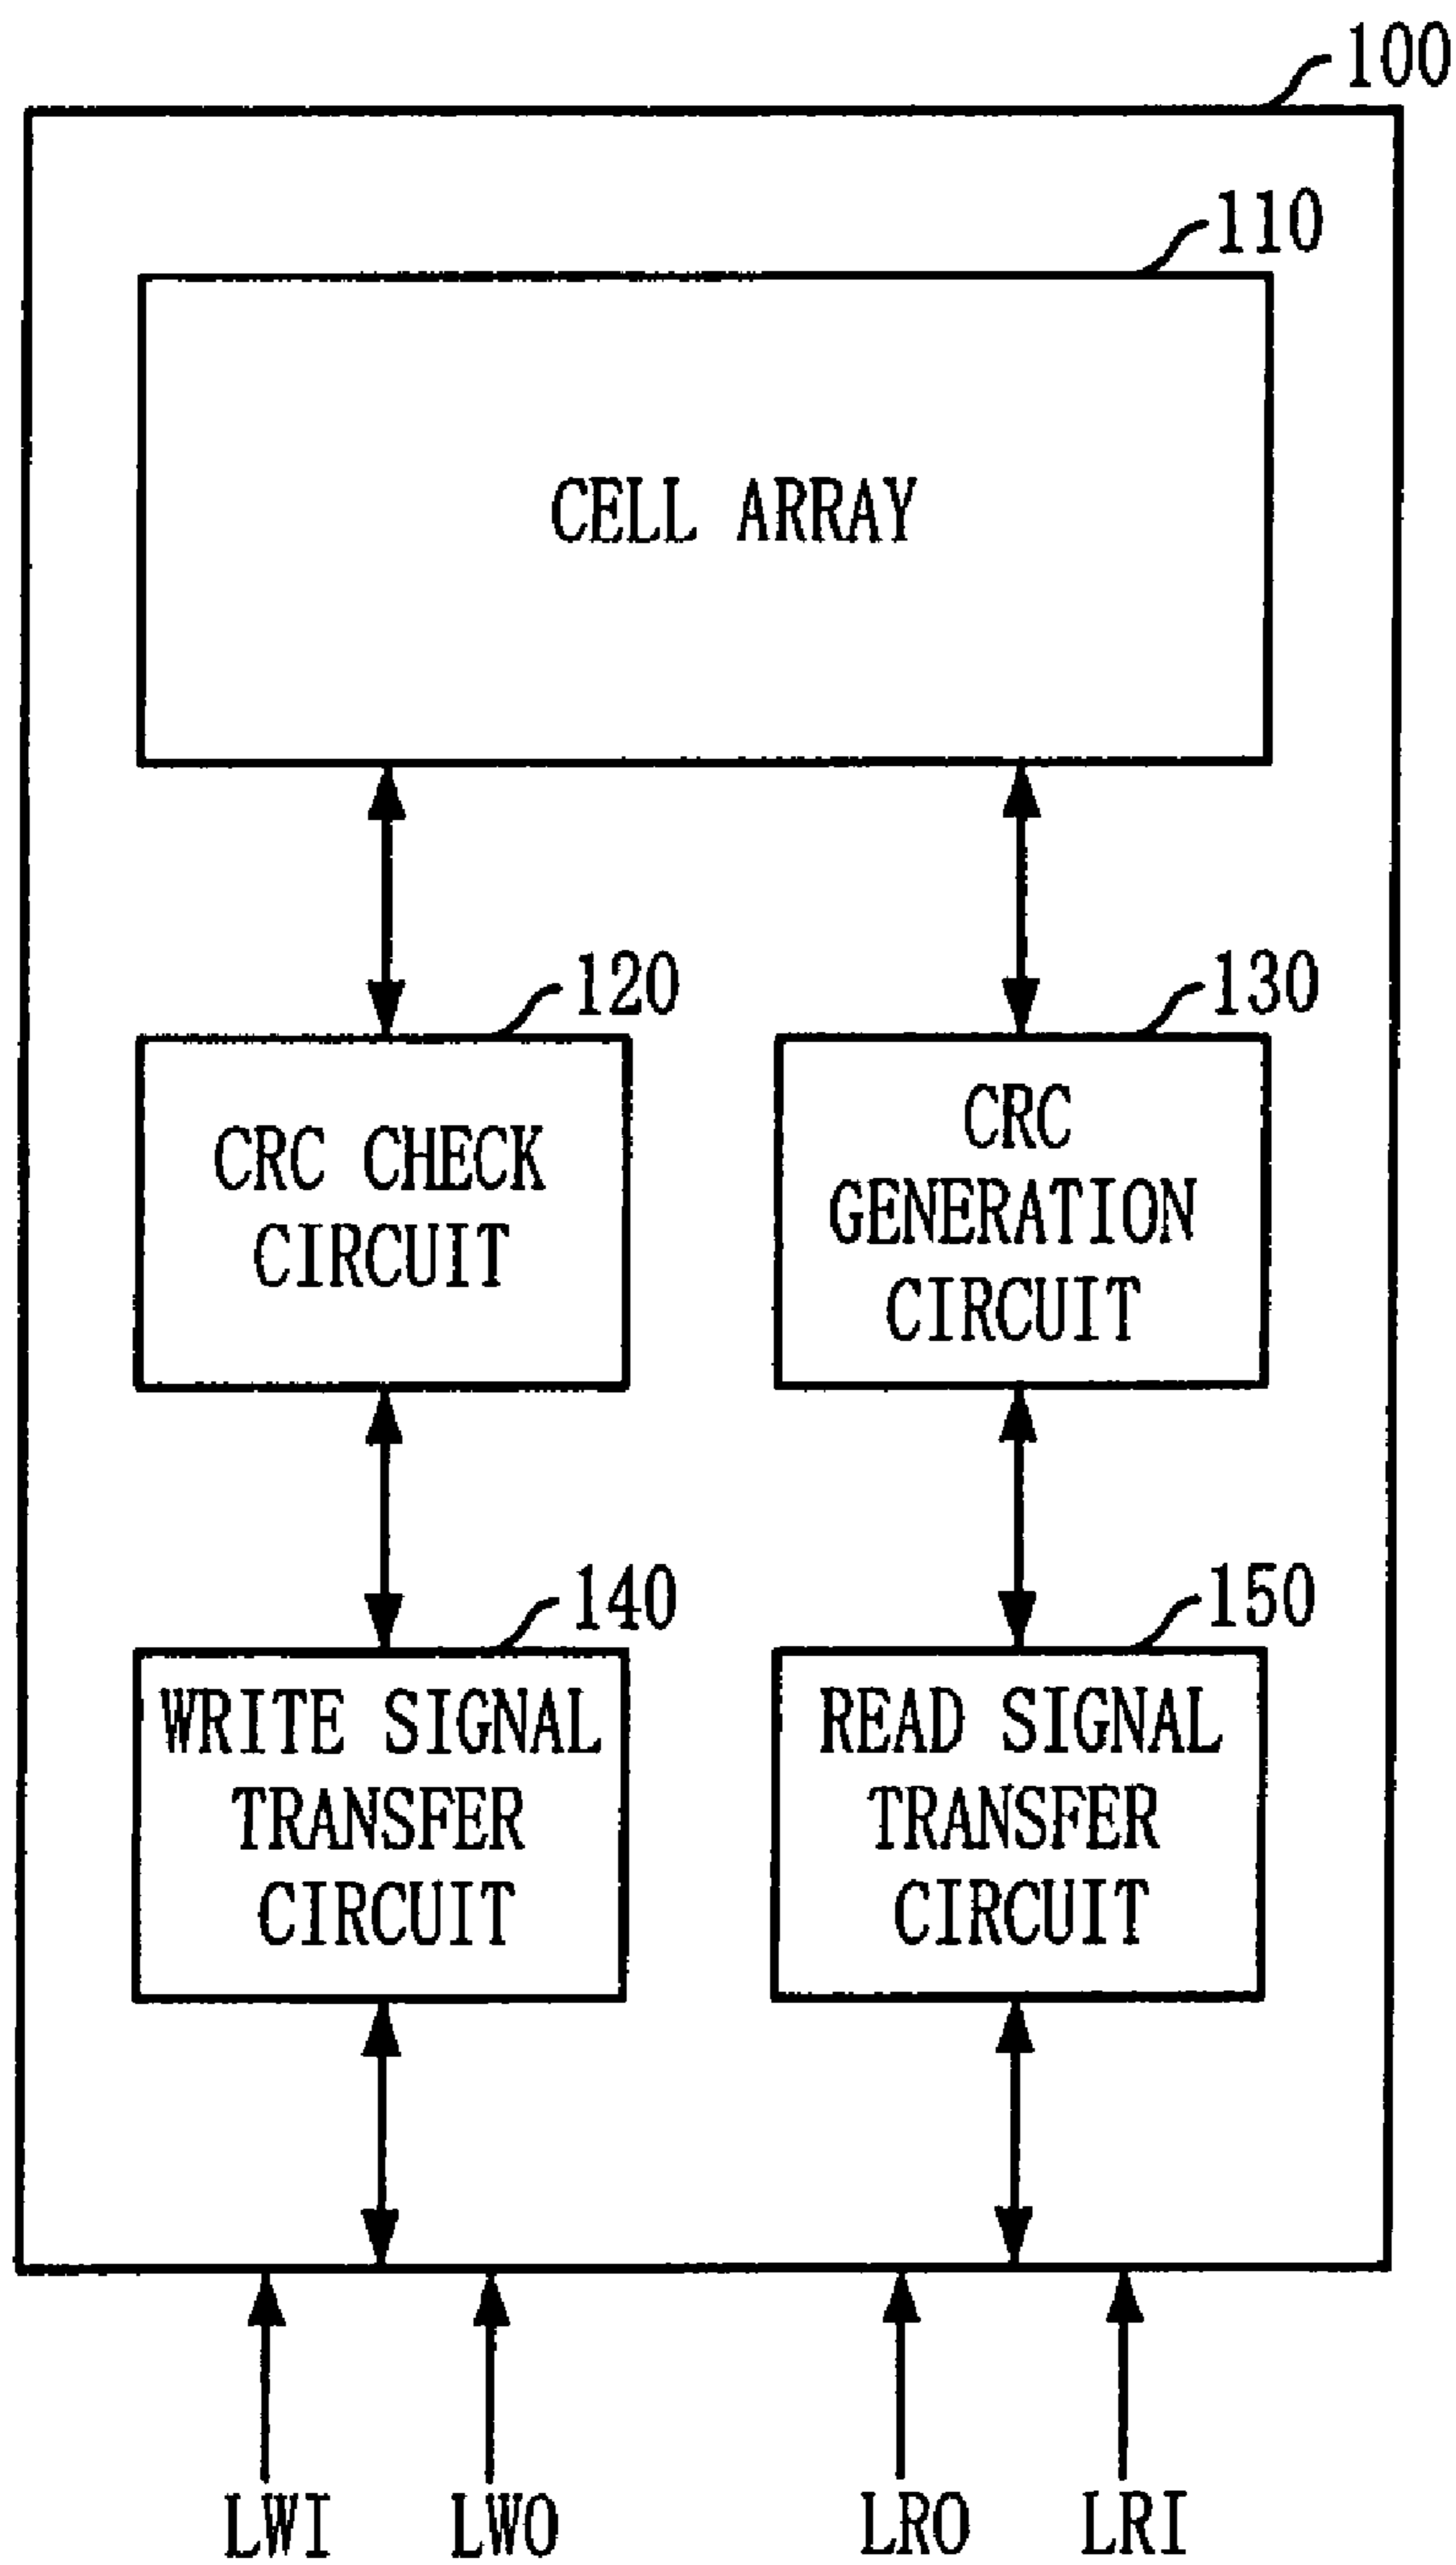 100
110
CELL ARRAY
120
130
CRC CHECK
CIRCUIT
CRC
GENERATION
CIRCUIT
140
150
WRITE SIGNAL
TRANSFER
CIRCUIT
READ SIGNAL
TRANSFER
CIRCUIT
LWI
LWO
LRO
LRI